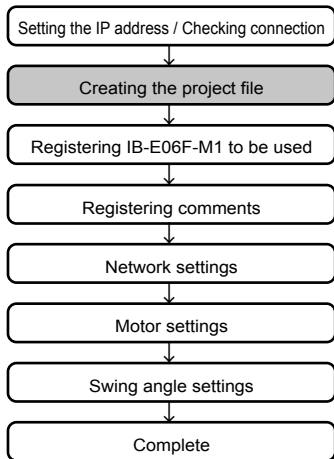 Setting the IP address / Checking connection
Creating the project file
Registering IB-E06F-M1 to be used
Registering comments
Network settings
Motor settings
Swing angle settings
Complete